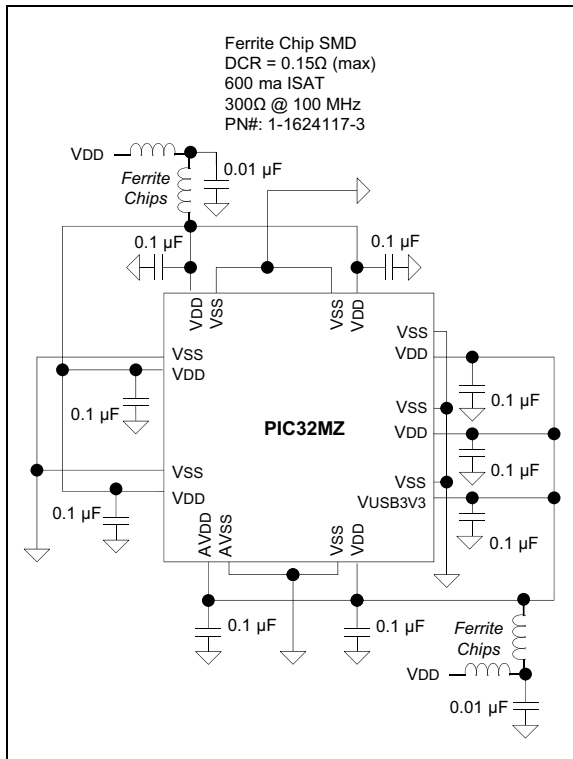 Ferrite Chip SMD
DCR = 0.15Ω (max)
600 ma ISAT
300Ω @ 100 MHz
PN#: 1-1624117-3
VDD
0.01 µF
Ferrite
Chips
0.1 µF
0.1 µF
VDD
VSS
VSS
VDD
VSS
VDD
0.1 µF
VSS
VDD
0.1 µF
PIC32MZ
VSS
VDD
0.1 µF
VSS
VDD
0.1 µF
VSS
VUSB3V3
0.1 µF
AVDD
AVSS
VSS
VDD
0.1 µF
0.1 µF
Ferrite
Chips
VDD
0.01 µF